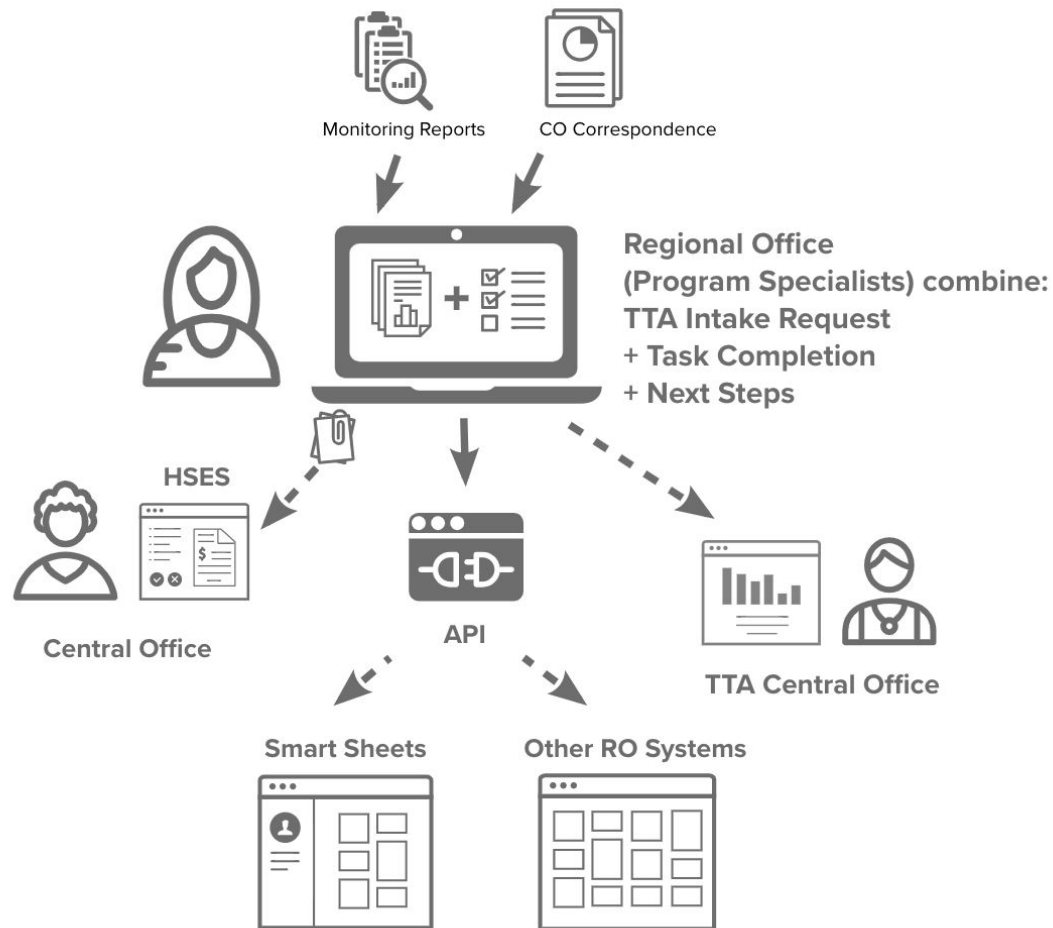 Monitoring Reports
CO Correspondence
Regional Office
(Program Specialists) combine:
TTA Intake Request
+ Task Completion
+ Next Steps
HSES
$
Central Office
API
TTA Central Office
Smart Sheets
Other RO Systems